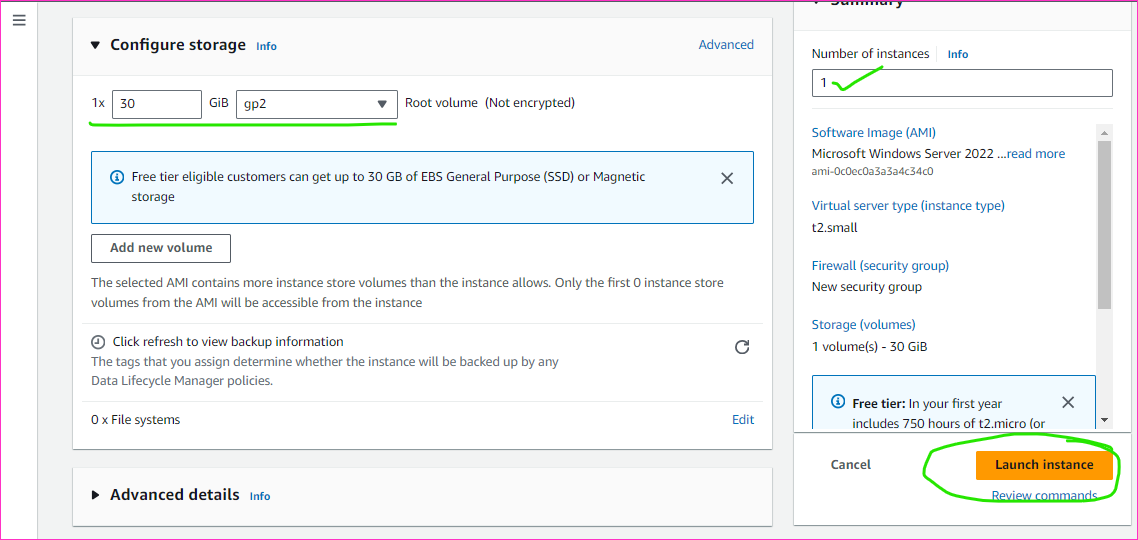 Configure storage Info Advanced
1x 30 GiB gp2 Root volume (Not encrypted)
Free tier eligible customers can get up to 30 GB of EBS General Purpose (SSD) or Magnetic
storage
Add new volume
The selected AMI contains more instance store volumes than the instance allows. Only the first 0 instance store
volumes from the AMI will be accessible from the instance
Click refresh to view backup information
The tags that you assign determine whether the instance will be backed up by any
Data Lifecycle Manager policies.
0 x File systems Edit
Advanced details Info
Summary
Number of instances Info
1
Software Image (AMI)
Microsoft Windows Server 2022 ...read more
ami-0c0ec0a3a3a4c34c0
Virtual server type (instance type)
t2.small
Firewall (security group)
New security group
Storage (volumes)
1 volume(s) - 30 GiB
Free tier: In your first year
includes 750 hours of t2.micro (or
Cancel Launch instance
Review commands